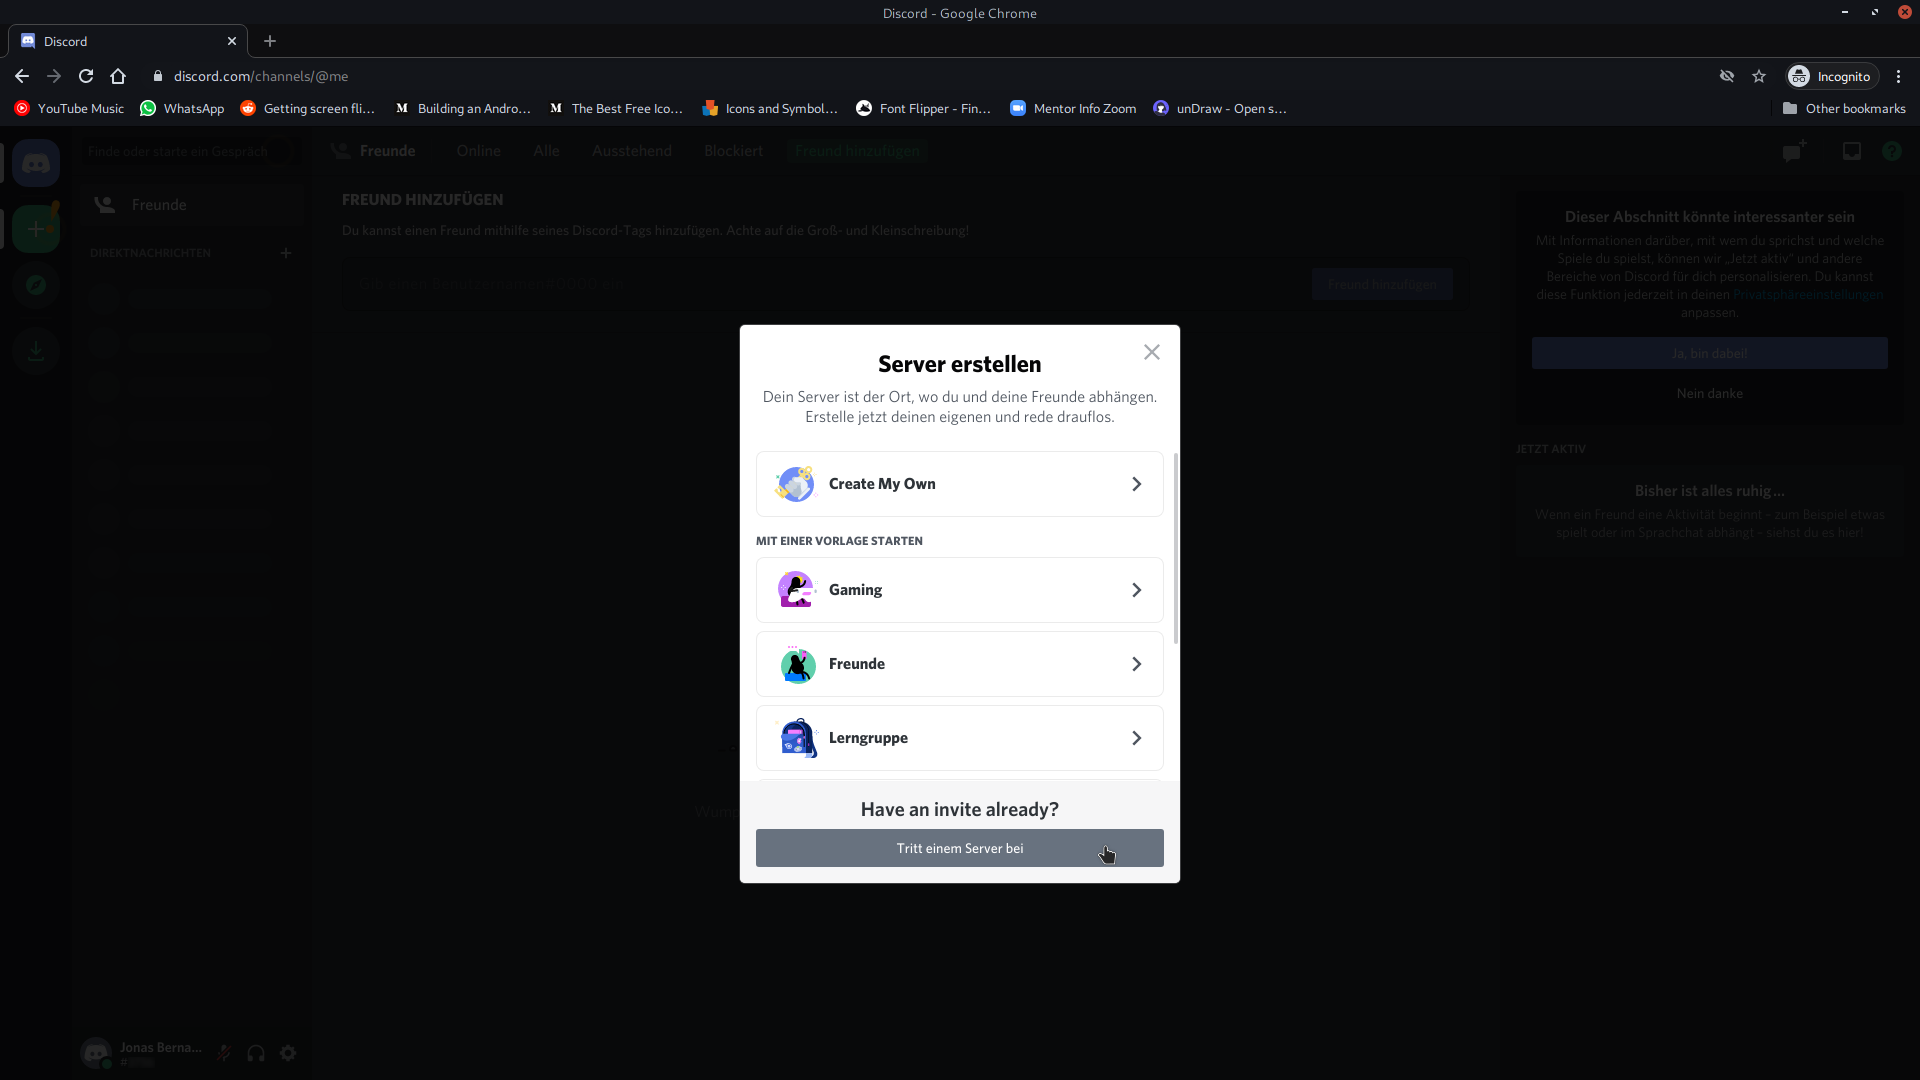 Discord - Google Chrome
Discord
discord.com/channels/@me
Incognito
YouTube Music
WhatsApp
Getting screen fli...
M
Building an Andro...
M
The Best Free Ico...
Icons and Symbol...
Font Flipper - Fin...
Mentor Info Zoom
unDraw - Open s...
Other bookmarks
Finde oder starte ein Gespräch
Freunde
Online
Alle
Ausstehend
Blockiert
Freund hinzufügen
Freunde
DIREKTNACHRICHTEN
FREUND HINZUFÜGEN
Du kannst einen Freund mithilfe seines Discord-Tags hinzufügen. Achte auf die Groß- und Kleinschreibung!
Freund hinzufügen
Dieser Abschnitt könnte interessanter sein
Mit Informationen darüber, mit wem du sprichst und welche
Spiele du spielst, können wir „Jetzt aktiv“ und andere
Bereiche von Discord für dich personalisieren. Du kannst
diese Funktion jederzeit in deinen Privatsphäreeinstellungen
anpassen.
Ja, bin dabei!
Nein danke
JETZT AKTIV
Bisher ist alles ruhig...
Wenn ein Freund eine Aktivität beginnt – zum Beispiel etwas
spielt oder im Sprachchat abhängt – siehst du es hier!
Server erstellen
Dein Server ist der Ort, wo du und deine Freunde abhängen.
Erstelle jetzt deinen eigenen und rede drauflos.
Create My Own
MIT EINER VORLAGE STARTEN
Gaming
Freunde
Lerngruppe
Have an invite already?
Tritt einem Server bei
Jonas Berna...
#